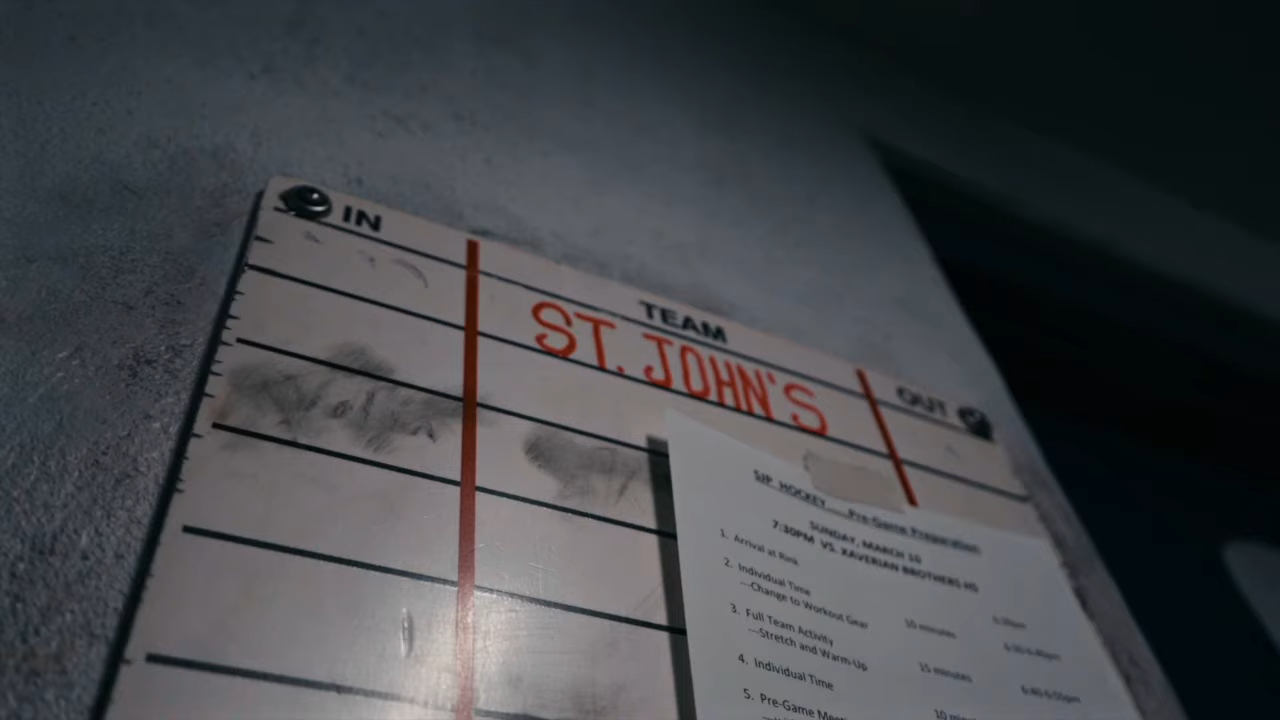 IN
TEAM
OUT
ST. JOHN'S
SJP HOCKEY Pre-Game Preparation
SUNDAY, MARCH 10
7:30PM VS. XAVERIAN BROTHERS HS
1. Arrival at Rink
2. Individual Time 10 minutes
---Change to Workout Gear
3. Full Team Activity 15 minutes
---Stretch and Warm-Up
4. Individual Time 10
5. Pre-Game